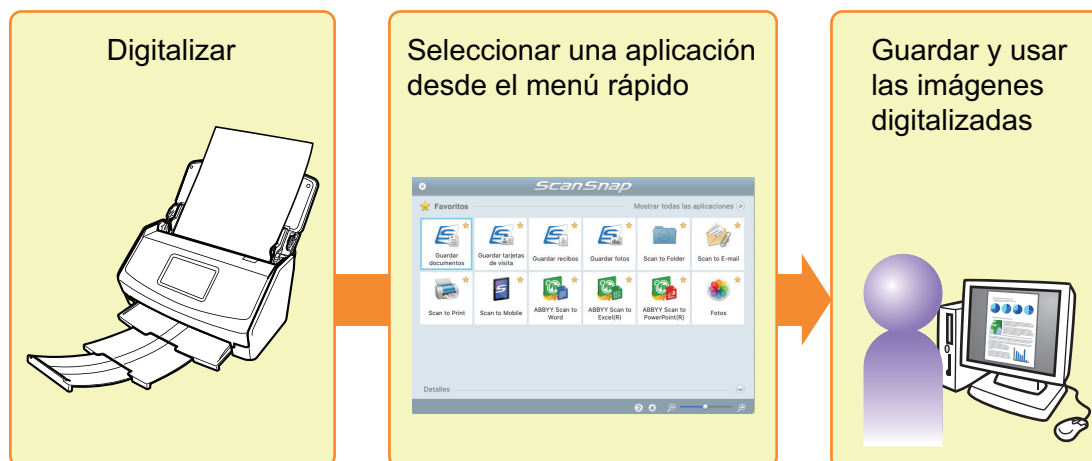 Digitalizar
Seleccionar una aplicación
desde el menú rápido
ScanSnap
Favoritos
Mostrar todas las aplicaciones
Guardar
documentos
Guardar tarjetas
de visita
Guardar recibos
Guardar fotos
Scan to Folder
Scan to E-mail
Scan to Print
Scan to Mobile
ABBYY Scan to
Word
ABBYY Scan to
Excel(R)
ABBYY Scan to
PowerPoint(R)
Fotos
Detalles
Guardar y usar
las imágenes
digitalizadas